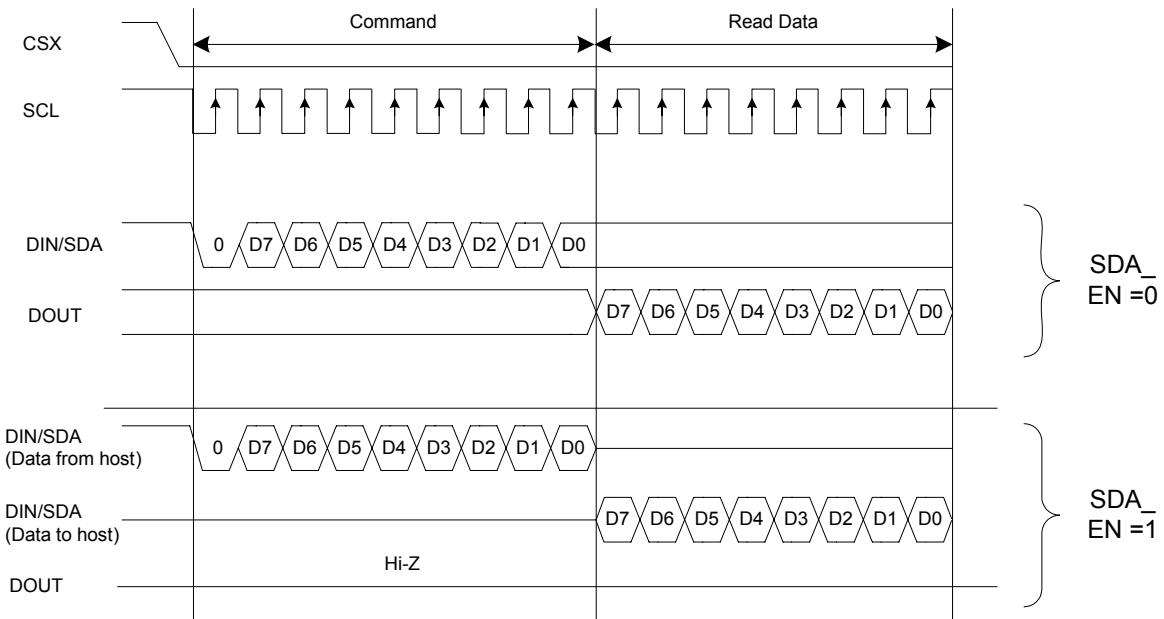 Command Read Data
CSX
SCL
DIN/SDA 0 D7 D6 D5 D4 D3 D2 D1 D0
SDA_
EN =0
DOUT D7 D6 D5 D4 D3 D2 D1 D0
DIN/SDA
(Data from host) 0 D7 D6 D5 D4 D3 D2 D1 D0
DIN/SDA
(Data to host) D7 D6 D5 D4 D3 D2 D1 D0
SDA_
EN =1
Hi-Z
DOUT